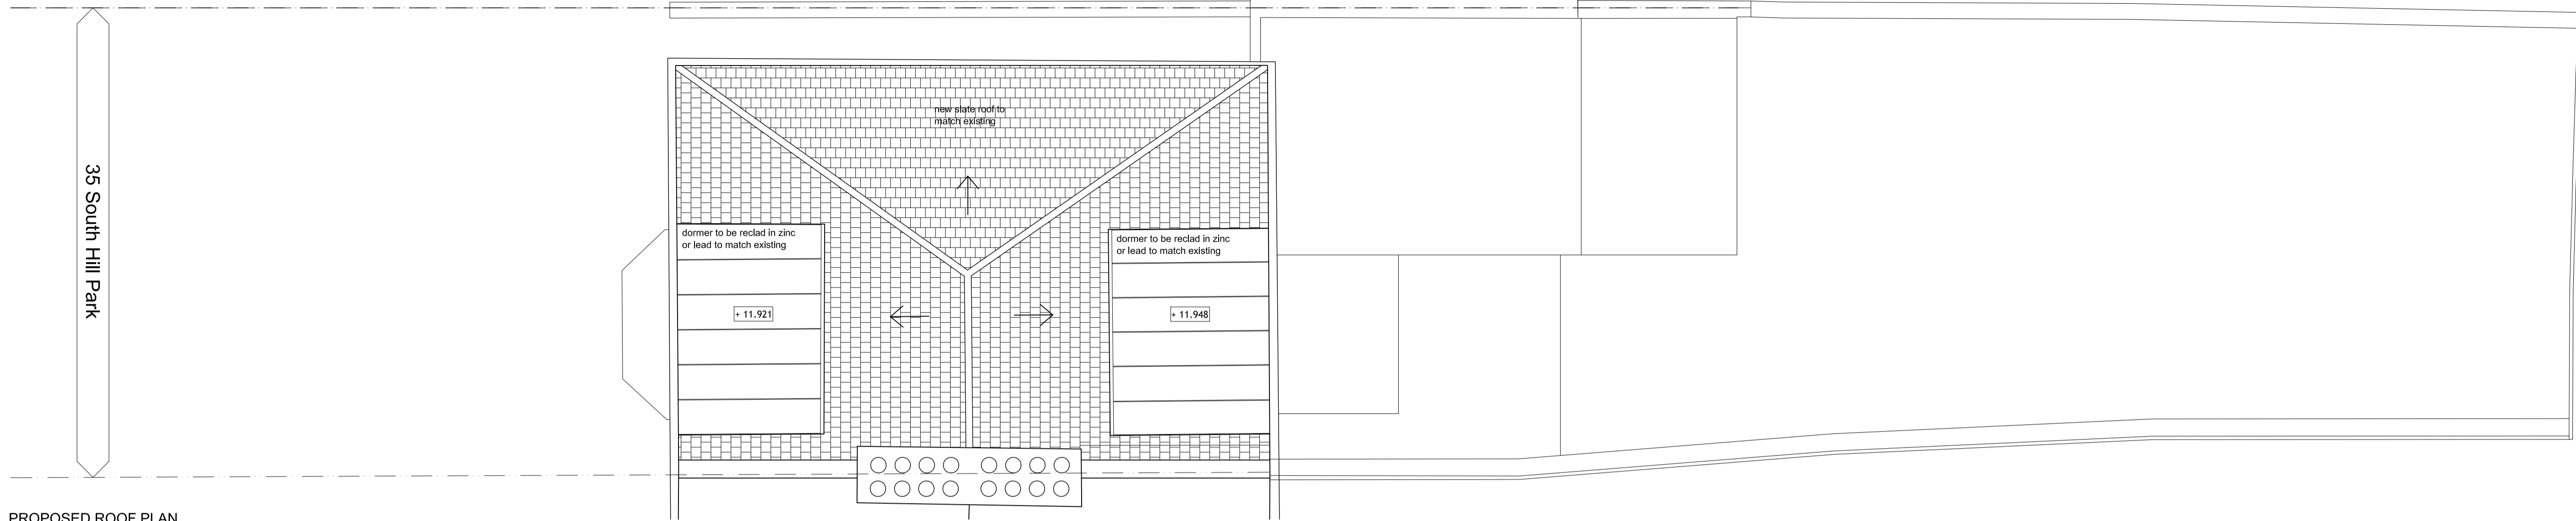 new slate roof to
match existing
35 South Hill Park
dormer to be reclad in zinc
or lead to match existing
+ 11.921
dormer to be reclad in zinc
or lead to match existing
+ 11.948
PROPOSED ROOF PLAN